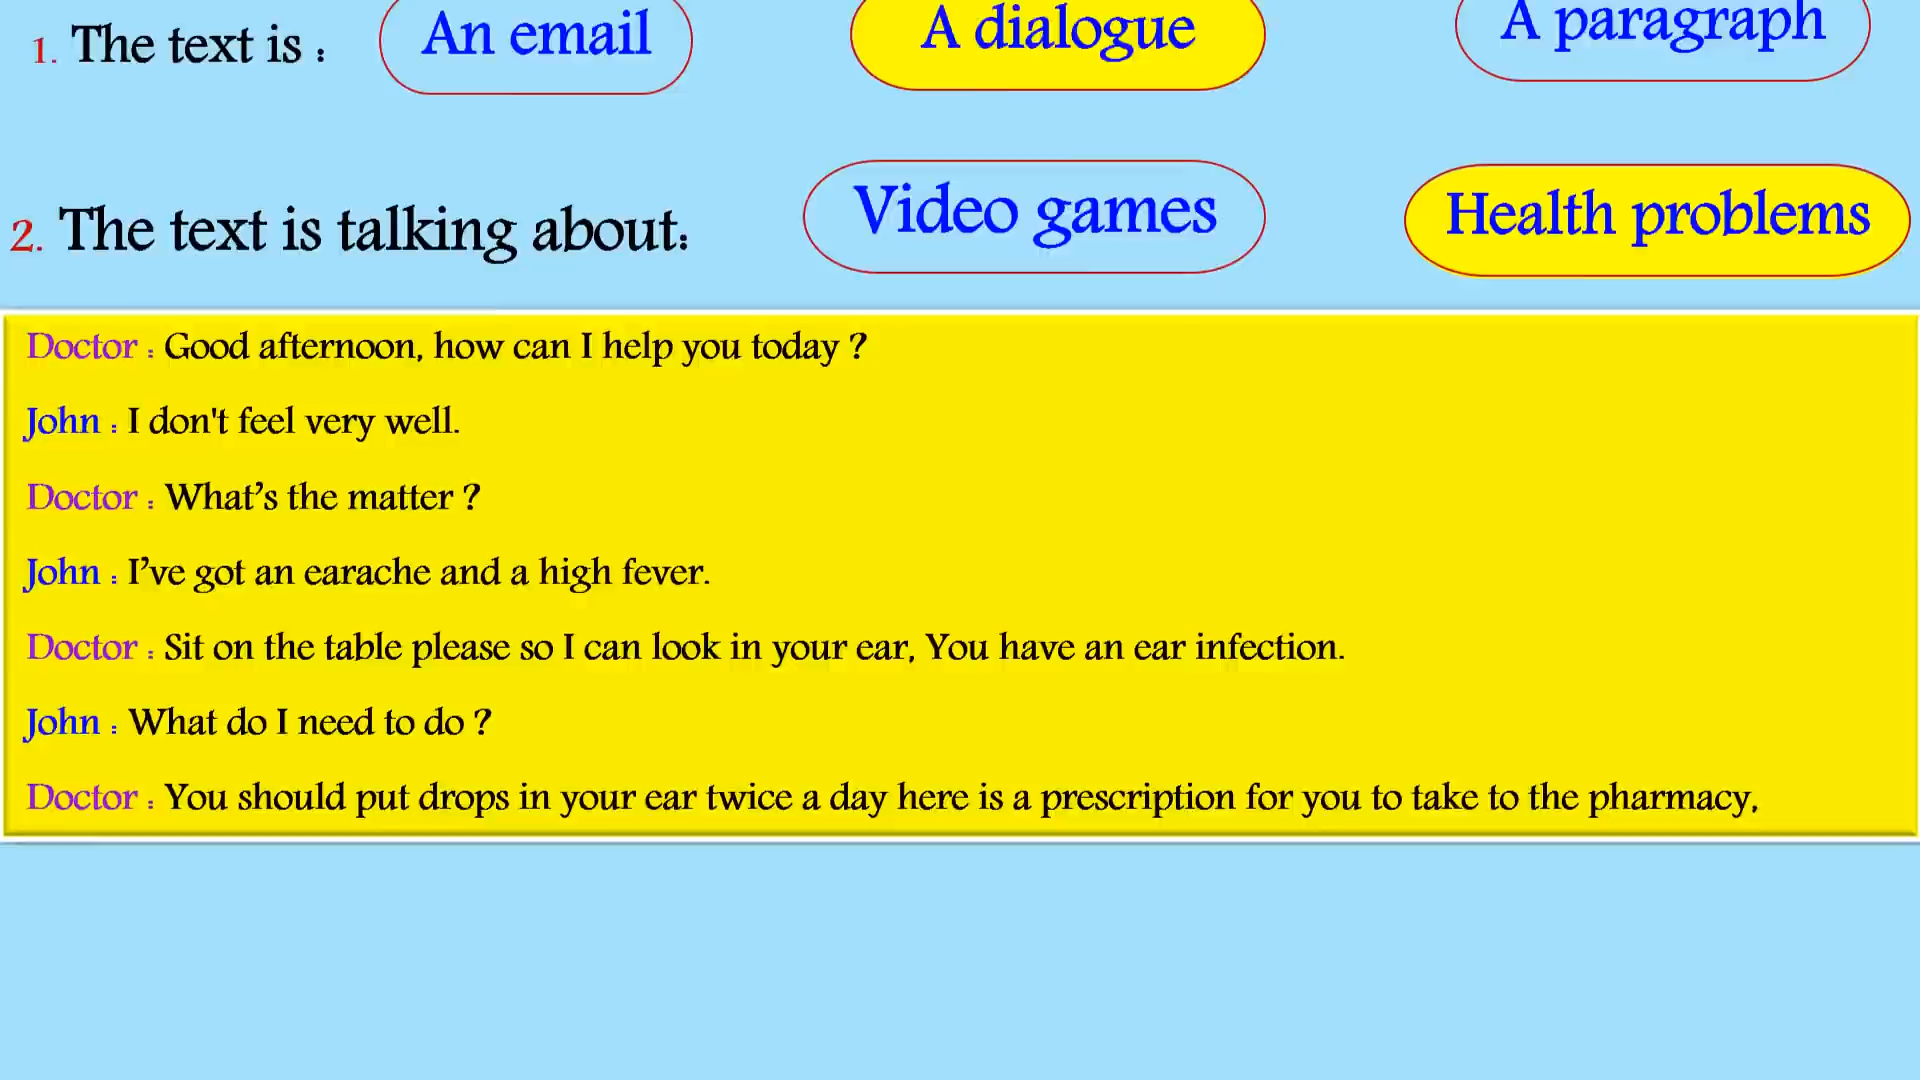 1. The text is : An email A dialogue A paragraph
2. The text is talking about: Video games Health problems
Doctor : Good afternoon, how can I help you today ?
John : I don't feel very well.
Doctor : What’s the matter ?
John : I’ve got an earache and a high fever.
Doctor : Sit on the table please so I can look in your ear, You have an ear infection.
John : What do I need to do ?
Doctor : You should put drops in your ear twice a day here is a prescription for you to take to the pharmacy,